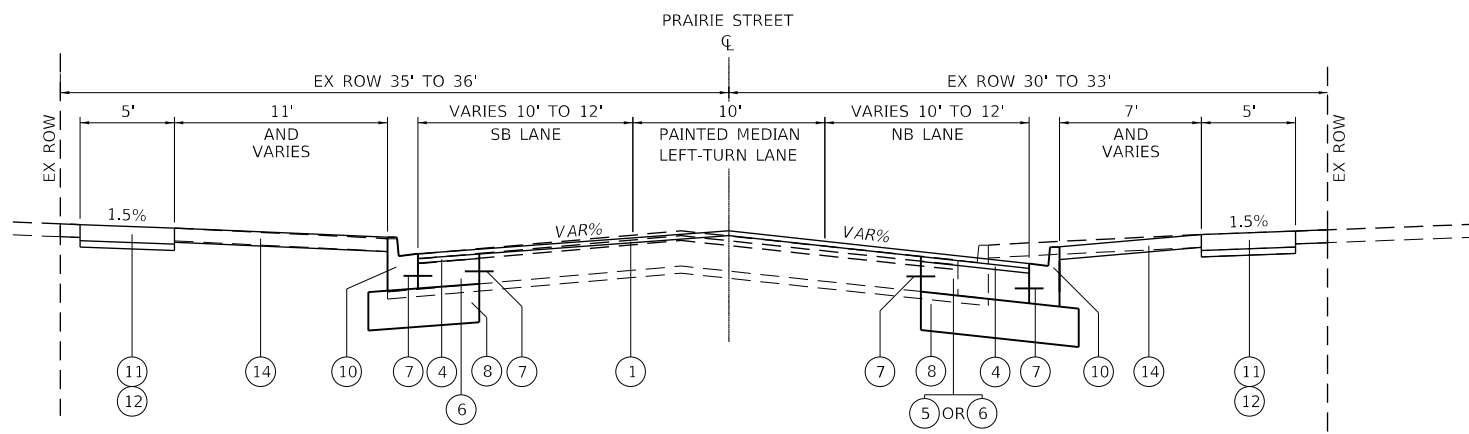 PRAIRIE STREET
℄
EX ROW 35' TO 36'
EX ROW 30' TO 33'
5'
11'
VARIES 10' TO 12'
10'
VARIES 10' TO 12'
7'
5'
AND
VARIES
SB LANE
PAINTED MEDIAN
LEFT-TURN LANE
NB LANE
AND
VARIES
EX ROW
EX ROW
1.5%
VAR%
VAR%
1.5%
11
14
10
7
4
8
7
1
7
8
4
7
10
14
11
12
6
5 OR 6
12